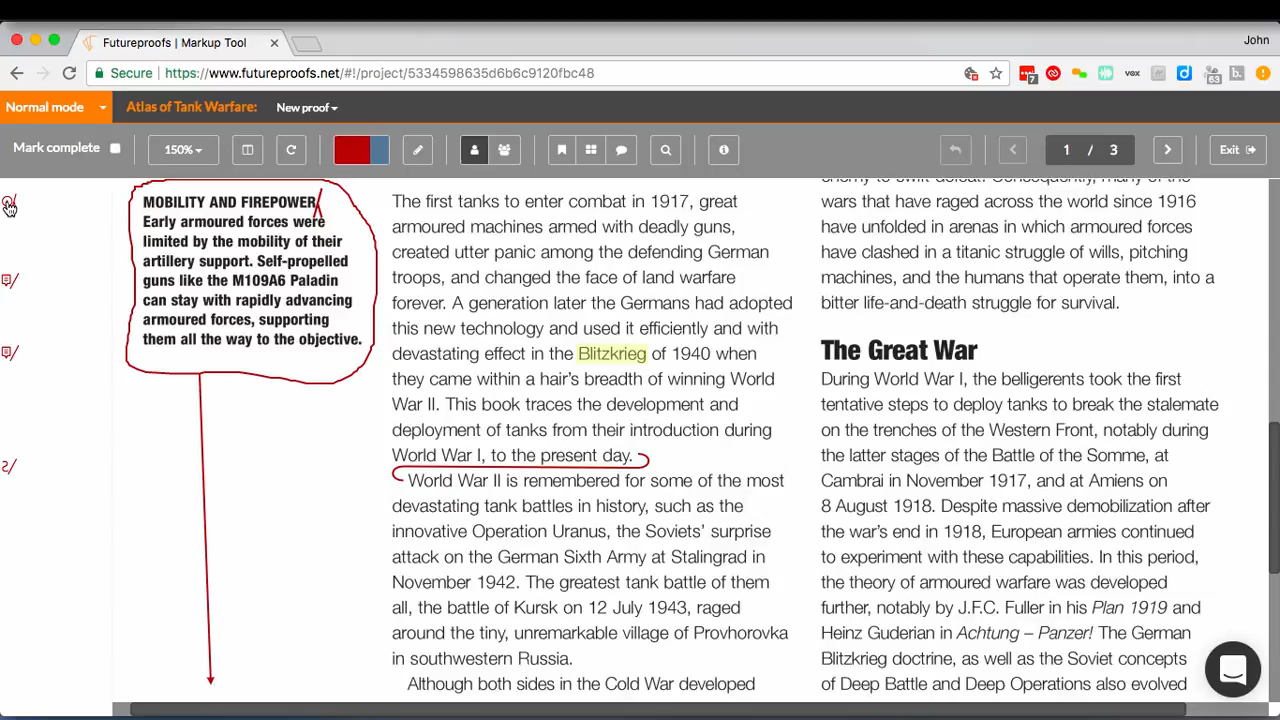 Futureproofs | Markup Tool
John
Secure
https://www.futureproofs.net/#!/project/5334598635d6b6c9120fbc48
7
vox
63
b.
Normal mode
Atlas of Tank Warfare:
New proof
Mark complete
150%
1 / 3
Exit
MOBILITY AND FIREPOWER
Early armoured forces were
limited by the mobility of their
artillery support. Self-propelled
guns like the M109A6 Paladin
can stay with rapidly advancing
armoured forces, supporting
them all the way to the objective.
The first tanks to enter combat in 1917, great
armoured machines armed with deadly guns,
created utter panic among the defending German
troops, and changed the face of land warfare
forever. A generation later the Germans had adopted
this new technology and used it efficiently and with
devastating effect in the Blitzkrieg of 1940 when
they came within a hair's breadth of winning World
War II. This book traces the development and
deployment of tanks from their introduction during
World War I, to the present day.
World War II is remembered for some of the most
devastating tank battles in history, such as the
innovative Operation Uranus, the Soviets' surprise
attack on the German Sixth Army at Stalingrad in
November 1942. The greatest tank battle of them
all, the battle of Kursk on 12 July 1943, raged
around the tiny, unremarkable village of Provhorovka
in southwestern Russia.
Although both sides in the Cold War developed
enemy to swift defeat. Consequently, many of the
wars that have raged across the world since 1916
have unfolded in arenas in which armoured forces
have clashed in a titanic struggle of wills, pitching
machines, and the humans that operate them, into a
bitter life-and-death struggle for survival.
The Great War
During World War I, the belligerents took the first
tentative steps to deploy tanks to break the stalemate
on the trenches of the Western Front, notably during
the latter stages of the Battle of the Somme, at
Cambrai in November 1917, and at Amiens on
8 August 1918. Despite massive demobilization after
the war's end in 1918, European armies continued
to experiment with these capabilities. In this period,
the theory of armoured warfare was developed
further, notably by J.F.C. Fuller in his Plan 1919 and
Heinz Guderian in Achtung – Panzer! The German
Blitzkrieg doctrine, as well as the Soviet concepts
of Deep Battle and Deep Operations also evolved